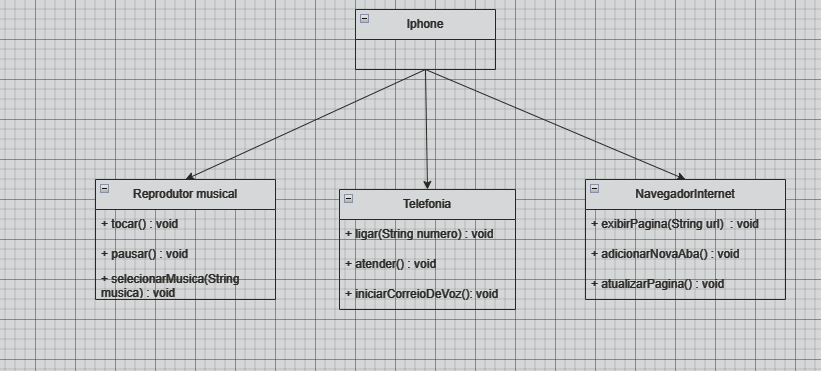 Iphone
Reprodutor musical
+ tocar() : void
+ pausar() : void
+ selecionarMusica(String
musica) : void
Telefonia
+ ligar(String numero) : void
+ atender() : void
+ iniciarCorreioDeVoz(): void
NavegadorInternet
+ exibirPagina(String url)  : void
+ adicionarNovaAba() : void
+ atualizarPagina() : void